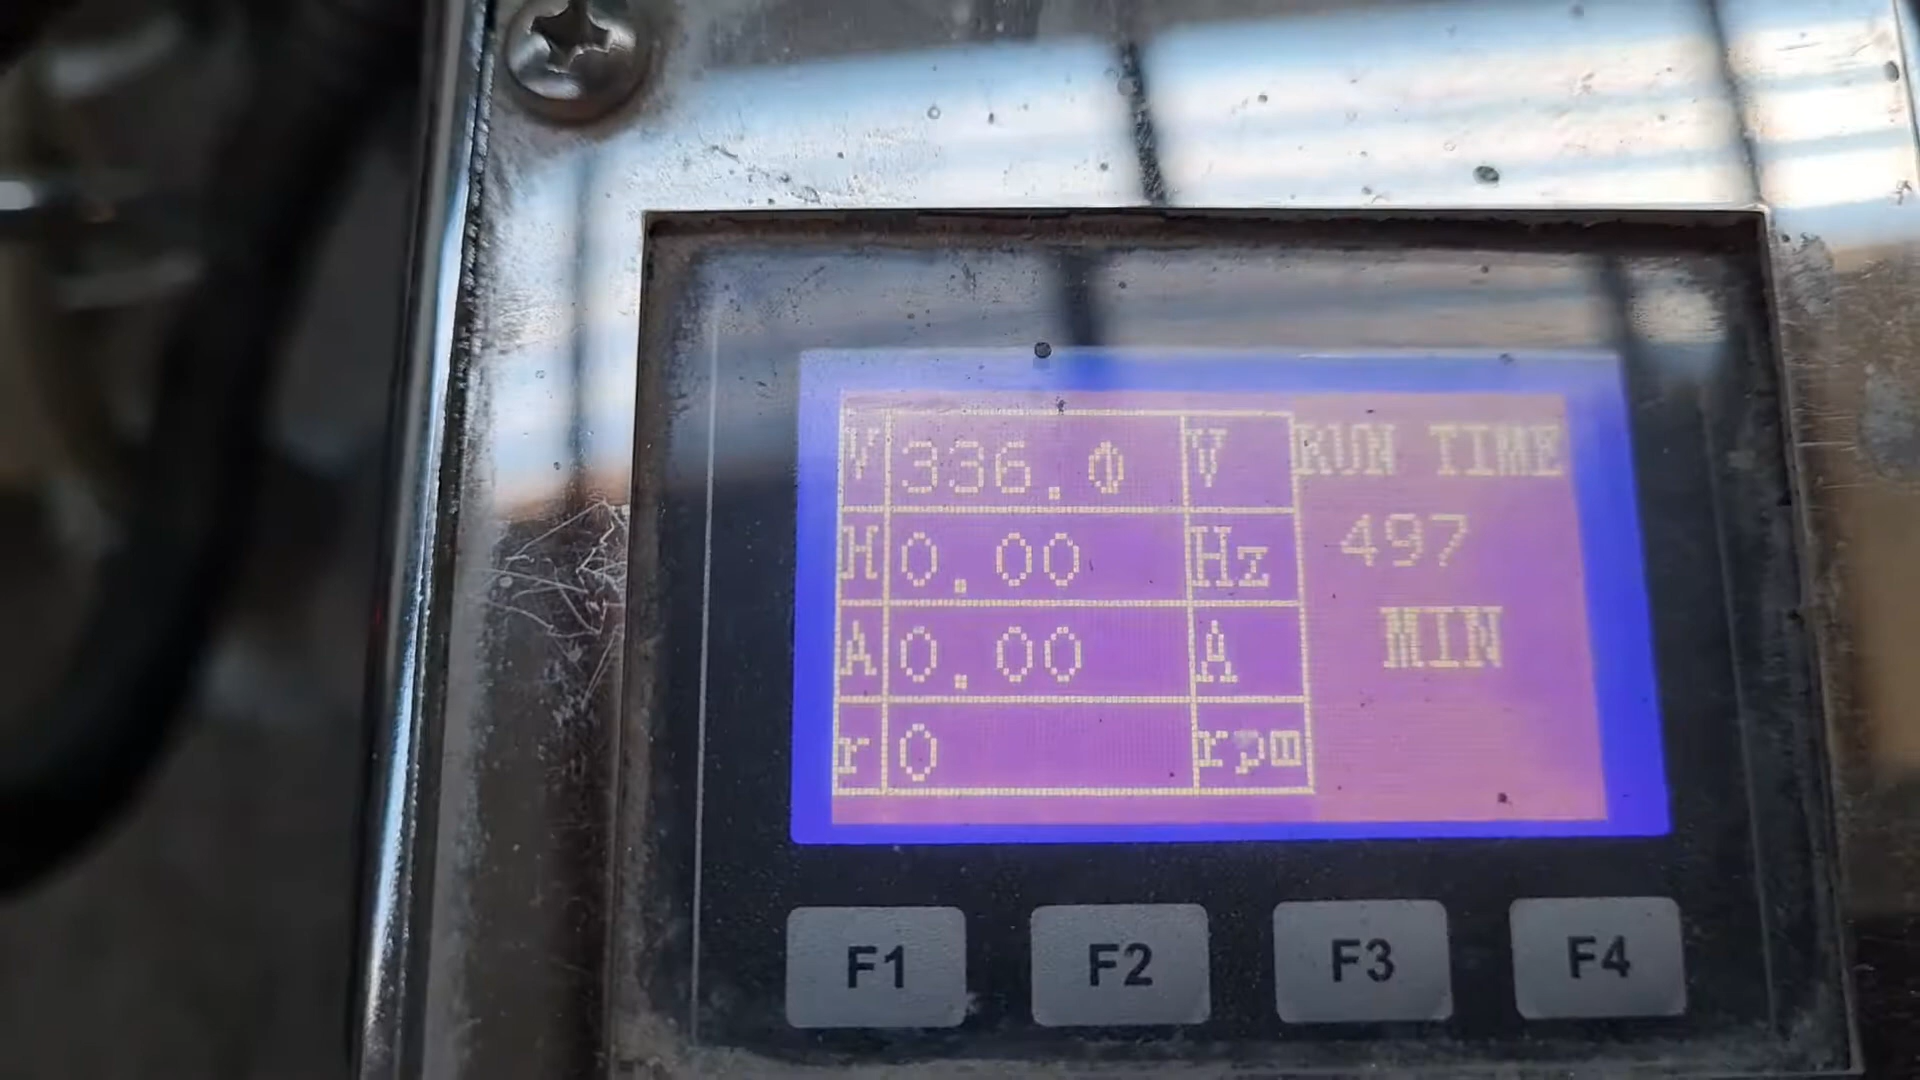 V 336.0 V RUN TIME
H 0.00 Hz 497
A 0.00 A MIN
r 0 rpm
F1 F2 F3 F4